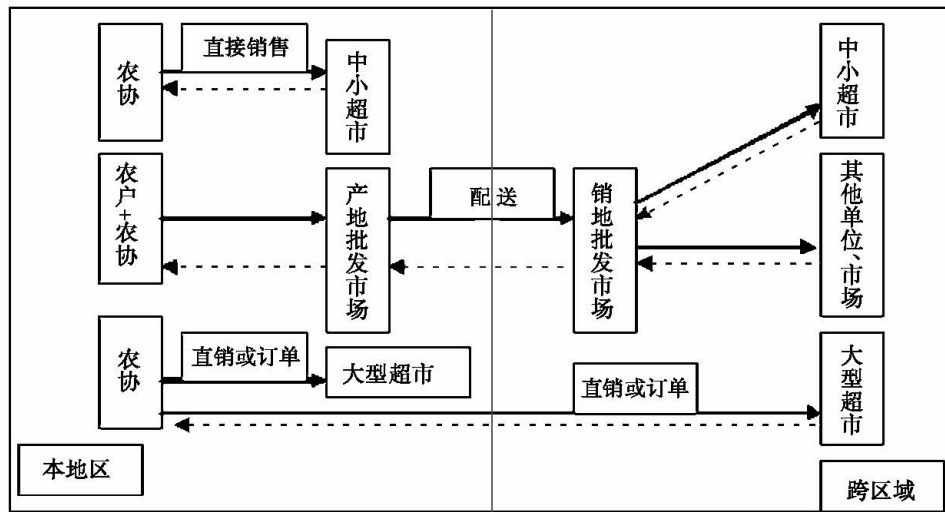 农协
直接销售
中小超市
中小超市
农户+农协
产地批发市场
配送
销地批发市场
其他单位、市场
农协
直销或订单
大型超市
直销或订单
大型超市
本地区
跨区域